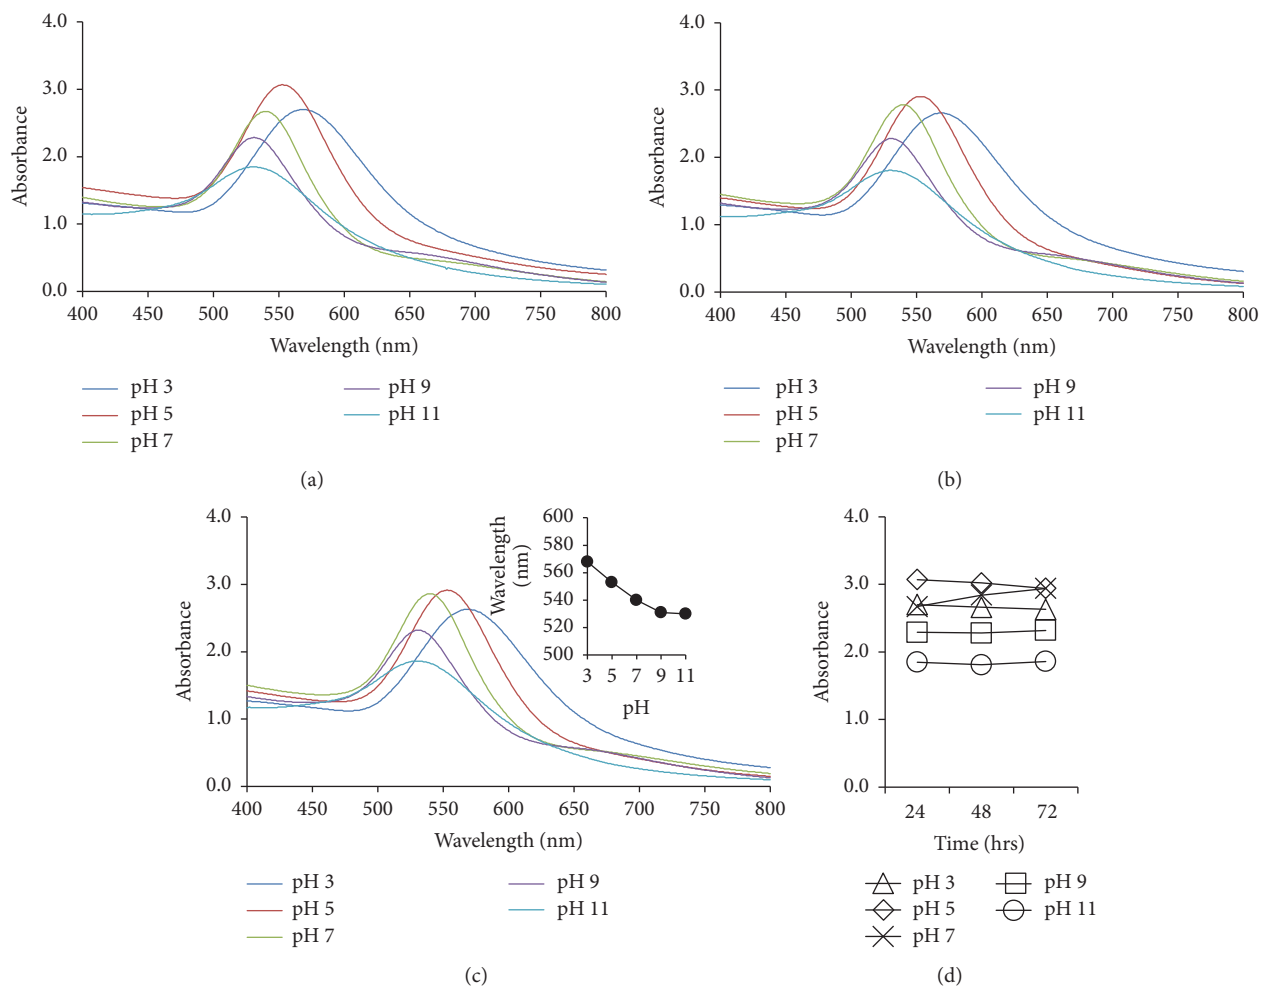 4.0
3.0
2.0
1.0
0.0
Absorbance
400 450 500 550 600 650 700 750 800
Wavelength (nm)
pH 3
pH 5
pH 7
pH 9
pH 11
(a)
4.0
3.0
2.0
1.0
0.0
Absorbance
400 450 500 550 600 650 700 750 800
Wavelength (nm)
pH 3
pH 5
pH 7
pH 9
pH 11
(b)
4.0
3.0
2.0
1.0
0.0
Absorbance
400 450 500 550 600 650 700 750 800
Wavelength (nm)
600
580
560
540
520
500
Wavelength
(nm)
3 5 7 9 11
pH
pH 3
pH 5
pH 7
pH 9
pH 11
(c)
4.0
3.0
2.0
1.0
0.0
Absorbance
24 48 72
Time (hrs)
pH 3
pH 5
pH 7
pH 9
pH 11
(d)